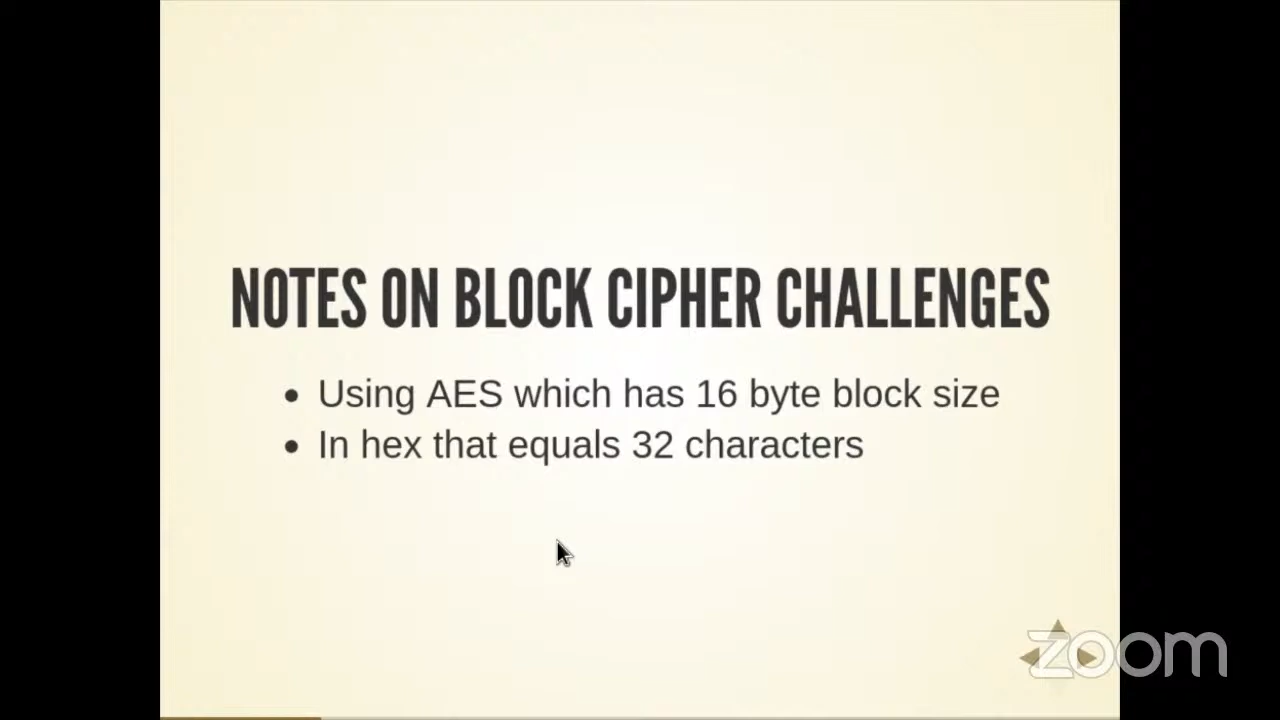 NOTES ON BLOCK CIPHER CHALLENGES
Using AES which has 16 byte block size
In hex that equals 32 characters
zoom